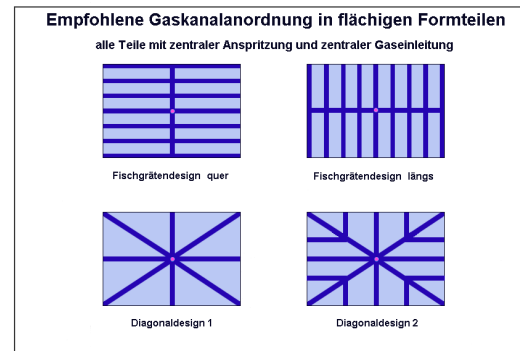 Empfohlene Gaskanalanordnung in flächigen Formteilen
alle Teile mit zentraler Anspritzung und zentraler Gaseinleitung
Fischgrätendesign quer
Fischgrätendesign längs
Diagonaldesign 1
Diagonaldesign 2